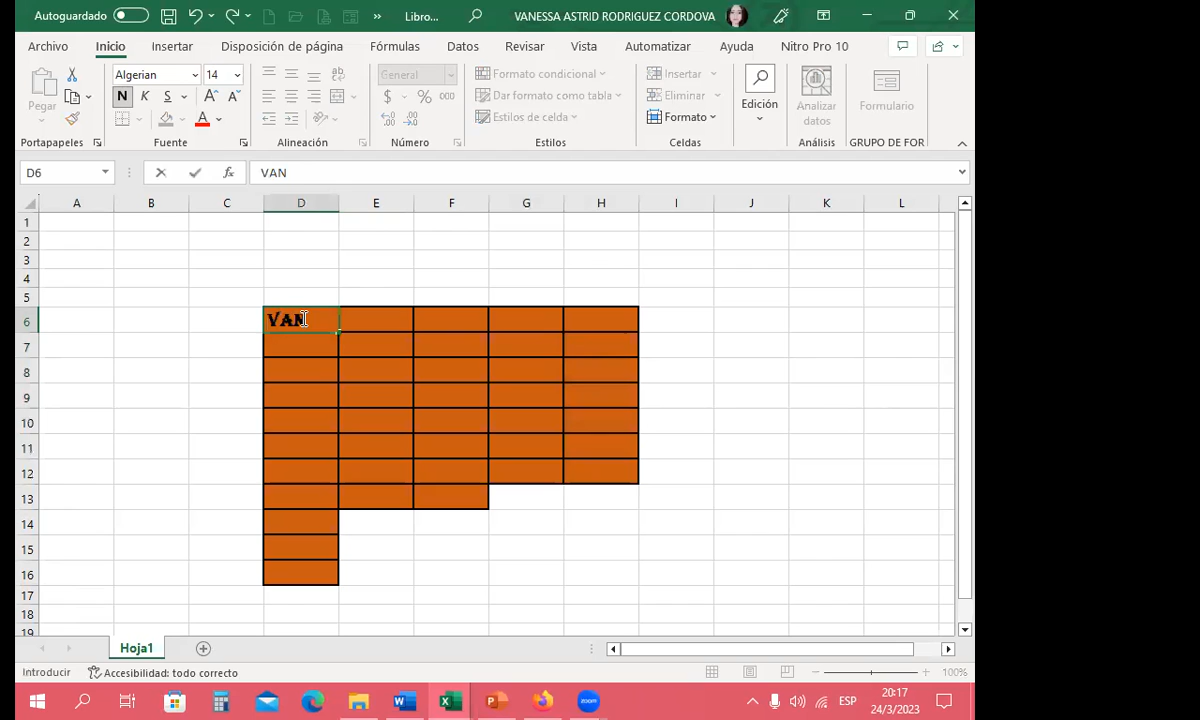 Autoguardado Libro... VANESSA ASTRID RODRIGUEZ CORDOVA
Archivo Inicio Insertar Disposición de página Fórmulas Datos Revisar Vista Automatizar Ayuda Nitro Pro 10
Algerian 14 General Formato condicional Insertar
N K S $ % 000 Dar formato como tabla Eliminar
Pegar Estilos de celda Formato Edición Analizar datos Formulario
Portapapeles Fuente Alineación Número Estilos Celdas Análisis GRUPO DE FOR
D6 fx VAN
A B C D E F G H I J K L
1
2
3
4
5
6 VAN
7
8
9
10
11
12
13
14
15
16
17
18
19
Hoja1
Introducir Accesibilidad: todo correcto 100%
ESP 20:17
24/3/2023
zoom